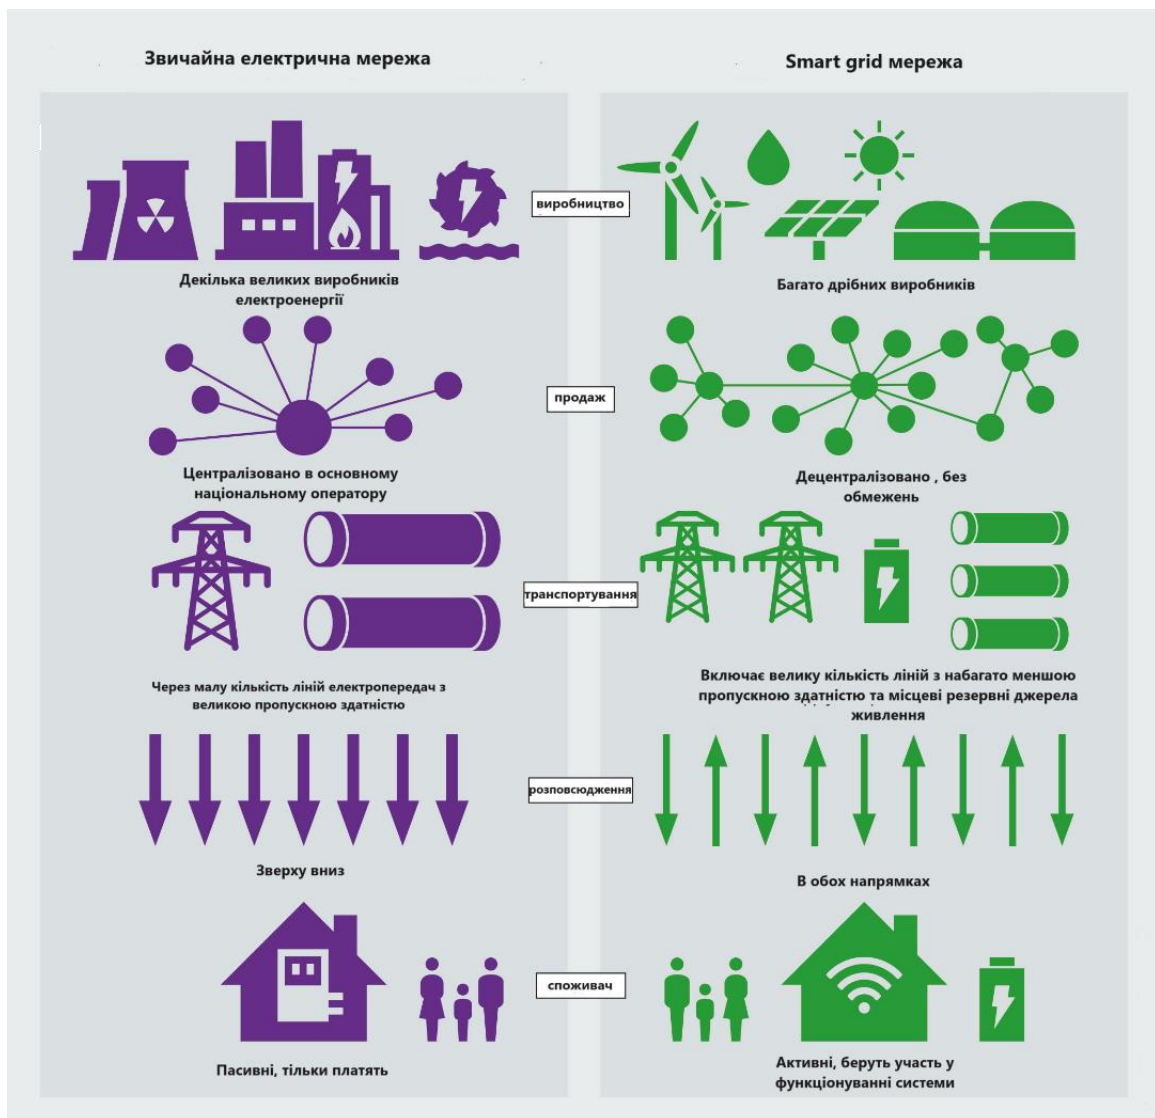 Звичайна електрична мережа
Smart grid мережа
виробництво
Декілька великих виробників
електроенергії
Багато дрібних виробників
продаж
Централізовано в основному
національному оператору
Децентралізовано , без
обмежень
транспортування
Через малу кількість ліній електропередач з
великою пропускною здатністю
Включає велику кількість ліній з набагато меншою
пропускною здатністю та місцеві резервні джерела
живлення
розповсюдження
Зверху вниз
В обох напрямках
споживач
Пасивні, тільки платять
Активні, беруть участь у
функціонуванні системи